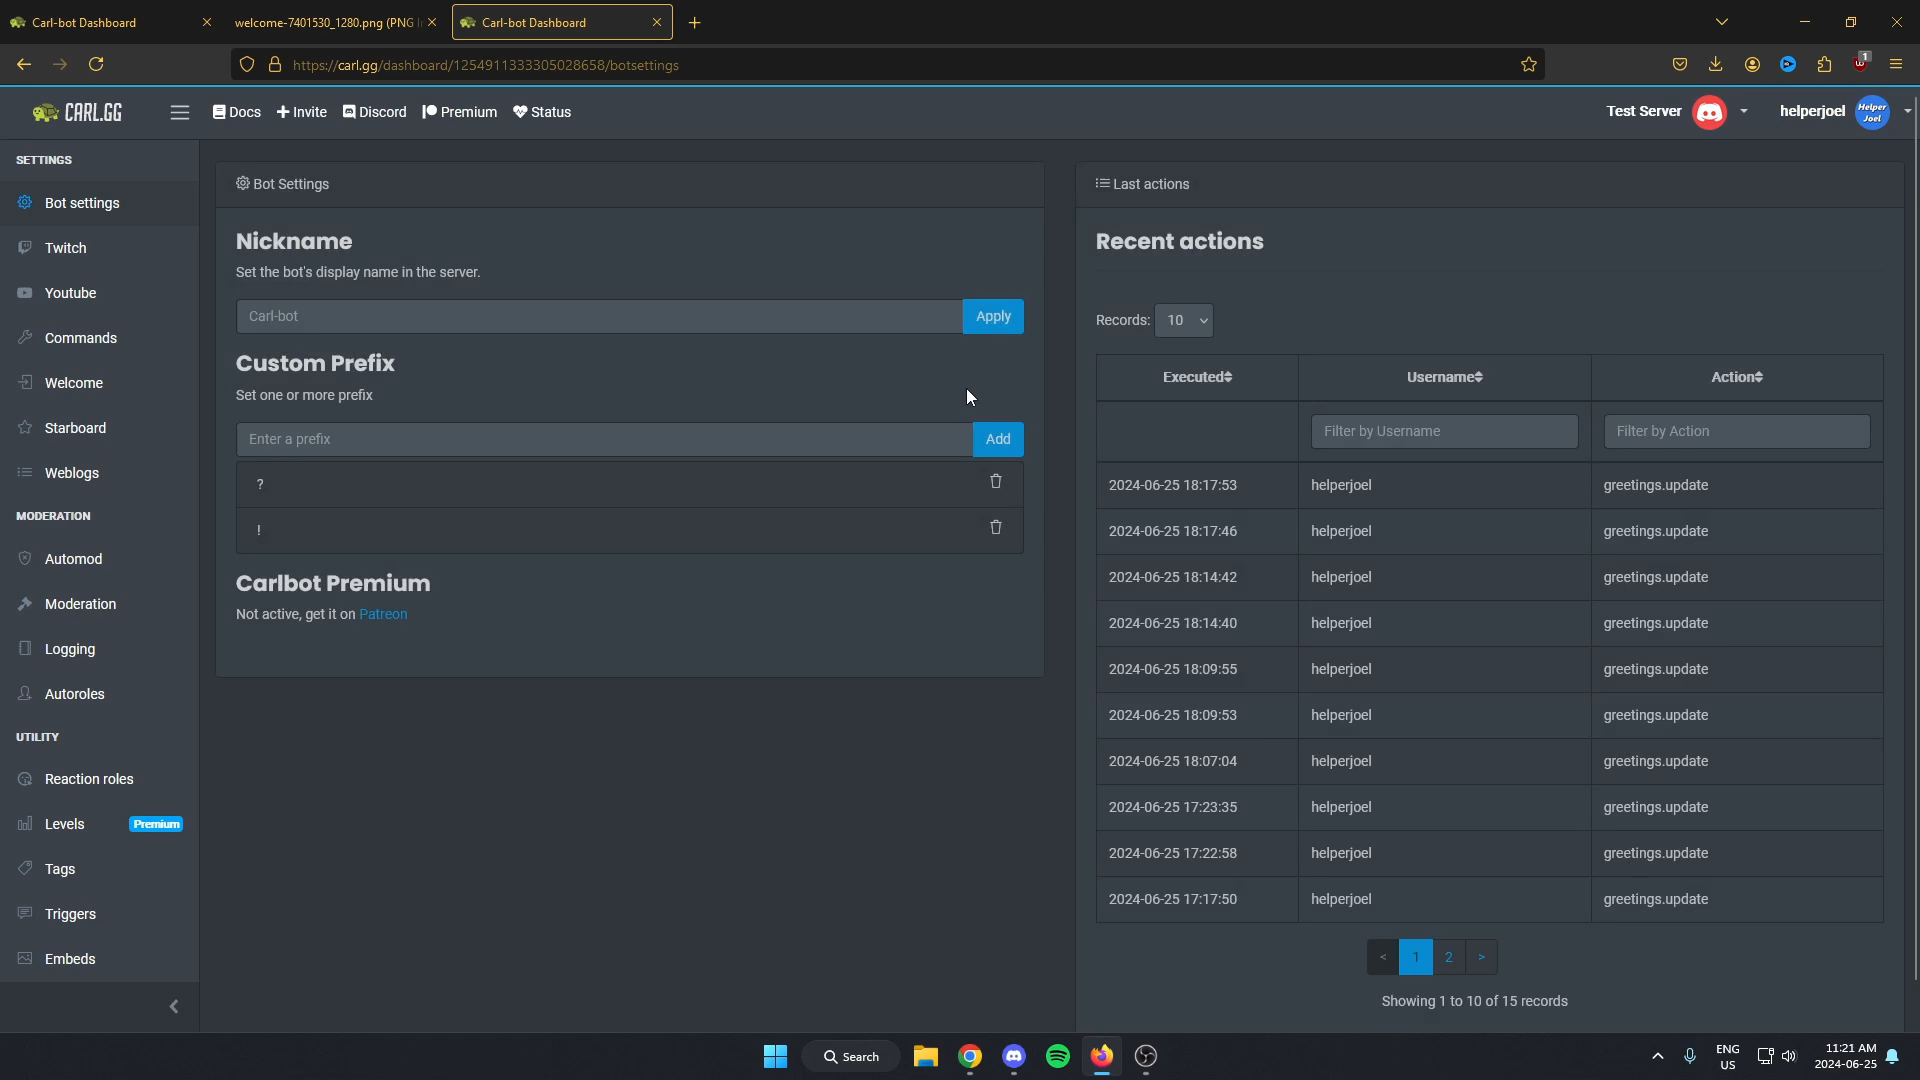 Carl-bot Dashboard
welcome-7401530_1280.png (PNG
Carl-bot Dashboard
https://carl.gg/dashboard/1254911333305028658/botsettings
1
CARL.GG
Docs
Invite
Discord
Premium
Status
Test Server
helperjoel
Helper
Joel
SETTINGS
Bot settings
Twitch
Youtube
Commands
Welcome
Starboard
Weblogs
MODERATION
Automod
Moderation
Logging
Autoroles
UTILITY
Reaction roles
Levels Premium
Tags
Triggers
Embeds
Bot Settings
Nickname
Set the bot's display name in the server.
Carl-bot Apply
Custom Prefix
Set one or more prefix
Enter a prefix Add
?
!
Carlbot Premium
Not active, get it on Patreon
Last actions
Recent actions
Records: 10
Executed Username Action
Filter by Username Filter by Action
2024-06-25 18:17:53 helperjoel greetings.update
2024-06-25 18:17:46 helperjoel greetings.update
2024-06-25 18:14:42 helperjoel greetings.update
2024-06-25 18:14:40 helperjoel greetings.update
2024-06-25 18:09:55 helperjoel greetings.update
2024-06-25 18:09:53 helperjoel greetings.update
2024-06-25 18:07:04 helperjoel greetings.update
2024-06-25 17:23:35 helperjoel greetings.update
2024-06-25 17:22:58 helperjoel greetings.update
2024-06-25 17:17:50 helperjoel greetings.update
< 1 2 >
Showing 1 to 10 of 15 records
Search
ENG
US
11:21 AM
2024-06-25